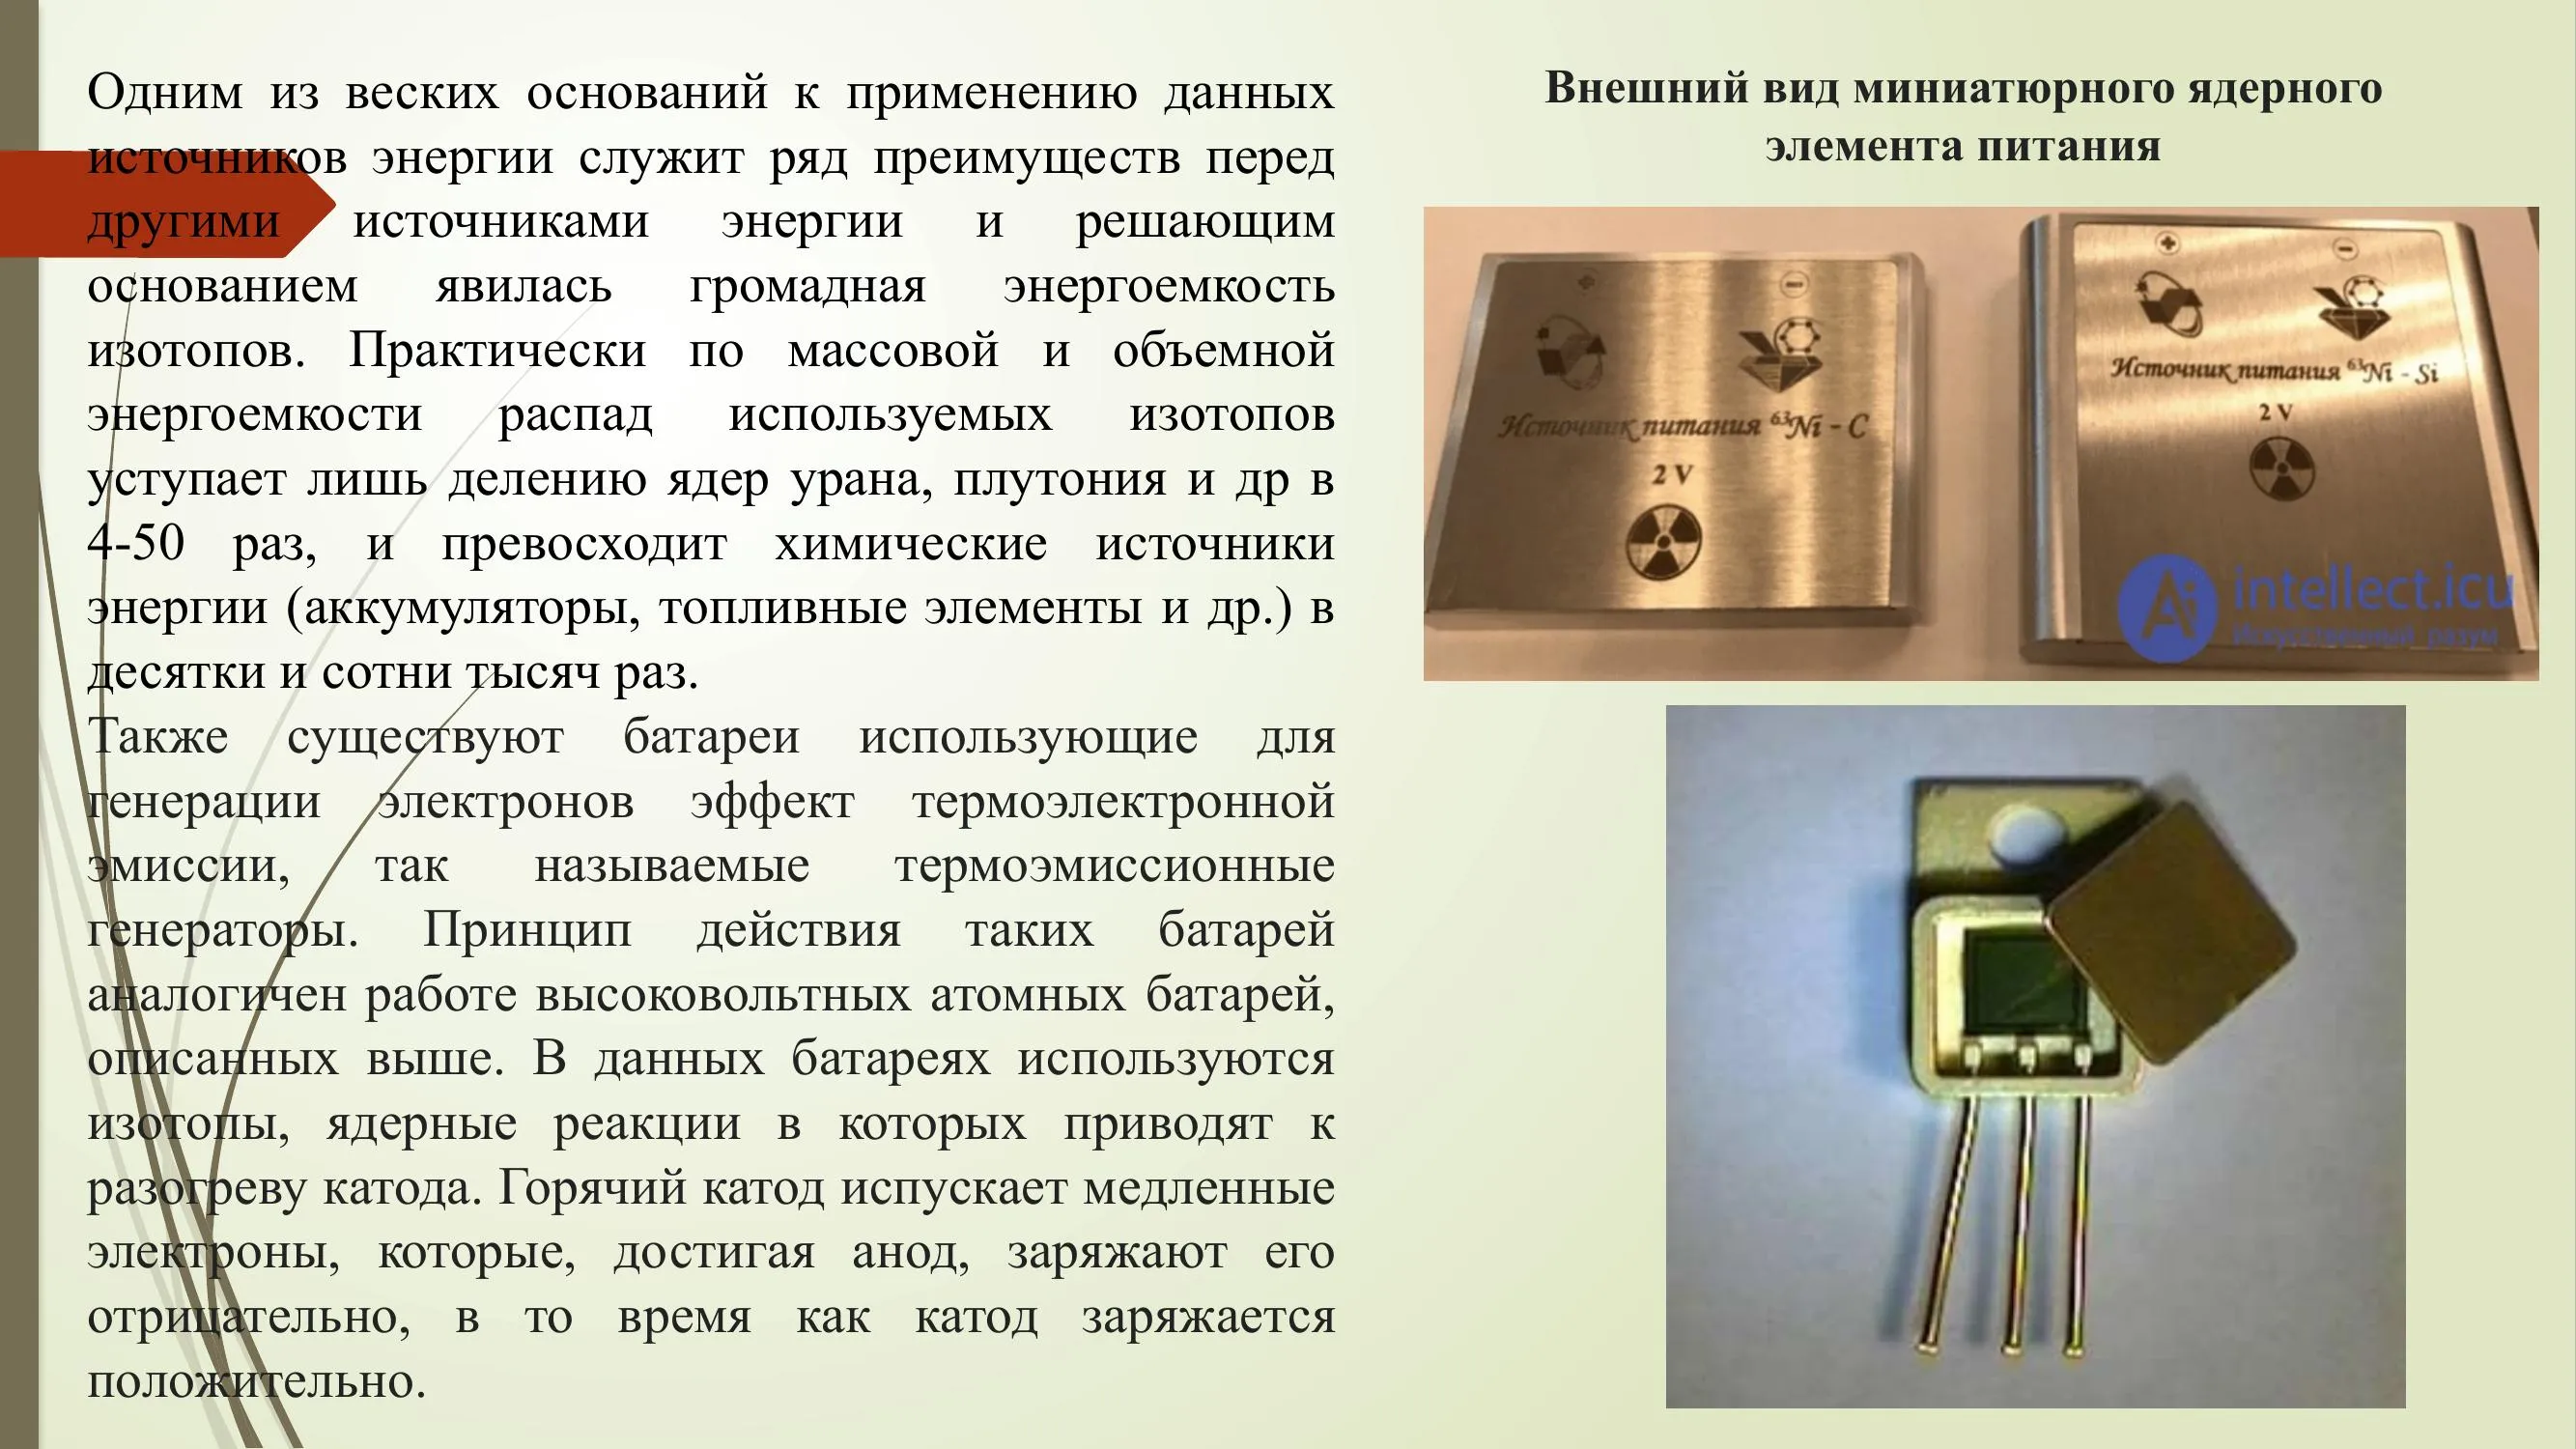 Одним из веских оснований к применению данных
источников энергии служит ряд преимуществ перед
другими источниками энергии и решающим
основанием явилась громадная энергоемкость
изотопов. Практически по массовой и объемной
энергоемкости распад используемых изотопов
уступает лишь делению ядер урана, плутония и др в
4-50 раз, и превосходит химические источники
энергии (аккумуляторы, топливные элементы и др.) в
десятки и сотни тысяч раз.
Также существуют батареи использующие для
генерации электронов эффект термоэлектронной
эмиссии, так называемые термоэмиссионные
генераторы. Принцип действия таких батарей
аналогичен работе высоковольтных атомных батарей,
описанных выше. В данных батареях используются
изотопы, ядерные реакции в которых приводят к
разогреву катода. Горячий катод испускает медленные
электроны, которые, достигая анод, заряжают его
отрицательно, в то время как катод заряжается
положительно.
Внешний вид миниатюрного ядерного
элемента питания
+ −
Источник питания ⁶³Ni - C
2 V
+ −
Источник питания ⁶³Ni - Si
2 V
Ai intellect.icu
Искусственный разум